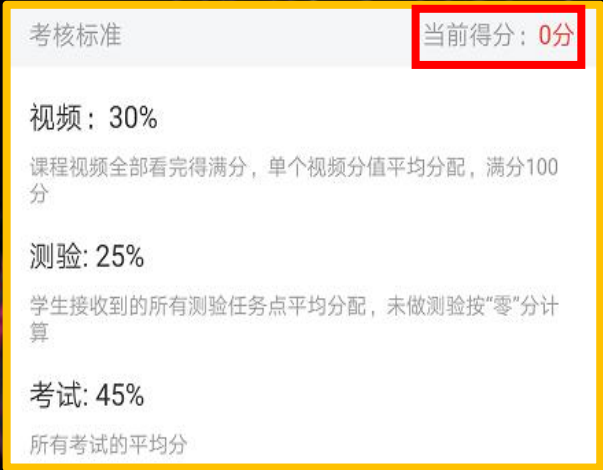 考核标准 当前得分：0分
视频：30%
课程视频全部看完得满分，单个视频分值平均分配，满分100
分
测验: 25%
学生接收到的所有测验任务点平均分配，未做测验按“零”分计
算
考试: 45%
所有考试的平均分